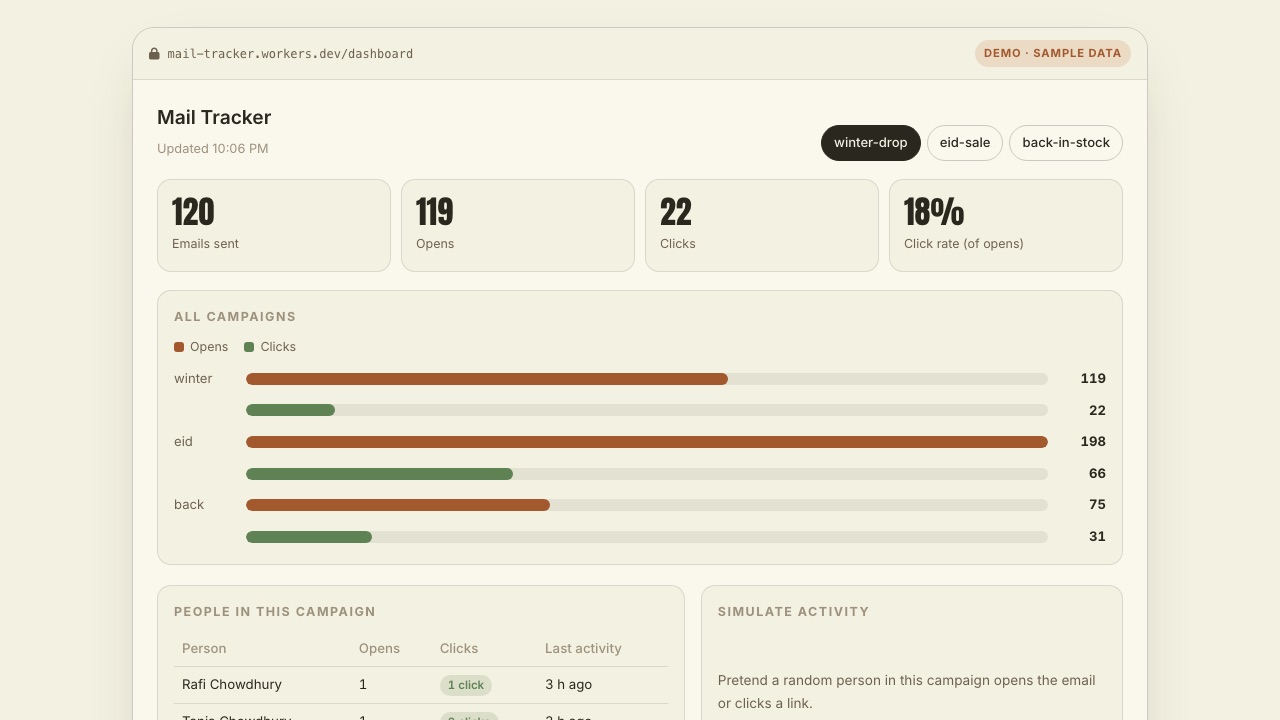 mail-tracker.workers.dev/dashboard
DEMO · SAMPLE DATA
Mail Tracker
Updated 10:06 PM
winter-drop
eid-sale
back-in-stock
120
Emails sent
119
Opens
22
Clicks
18%
Click rate (of opens)
ALL CAMPAIGNS
Opens
Clicks
winter
119
22
eid
198
66
back
75
31
PEOPLE IN THIS CAMPAIGN
Person Opens Clicks Last activity
Rafi Chowdhury 1 1 click 3 h ago
SIMULATE ACTIVITY
Pretend a random person in this campaign opens the email
or clicks a link.